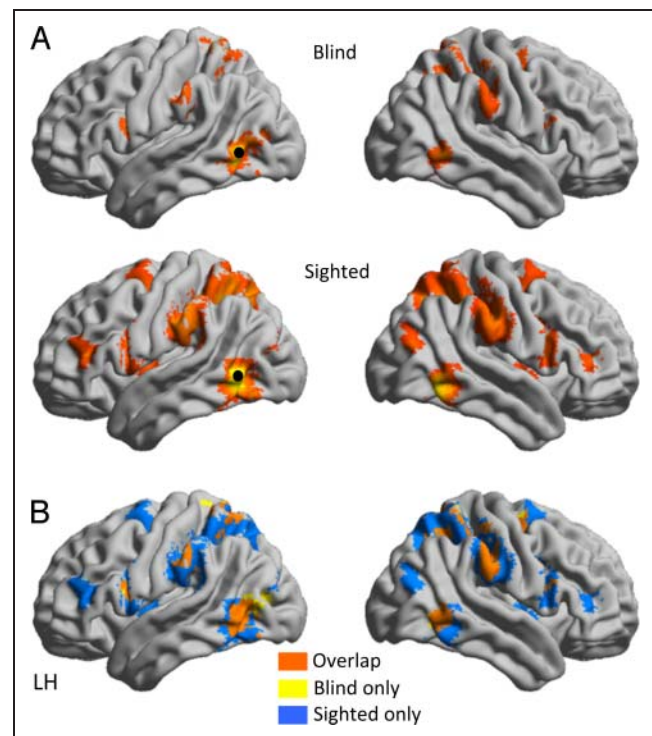 A
Blind
Sighted
B
Overlap
Blind only
Sighted only
LH